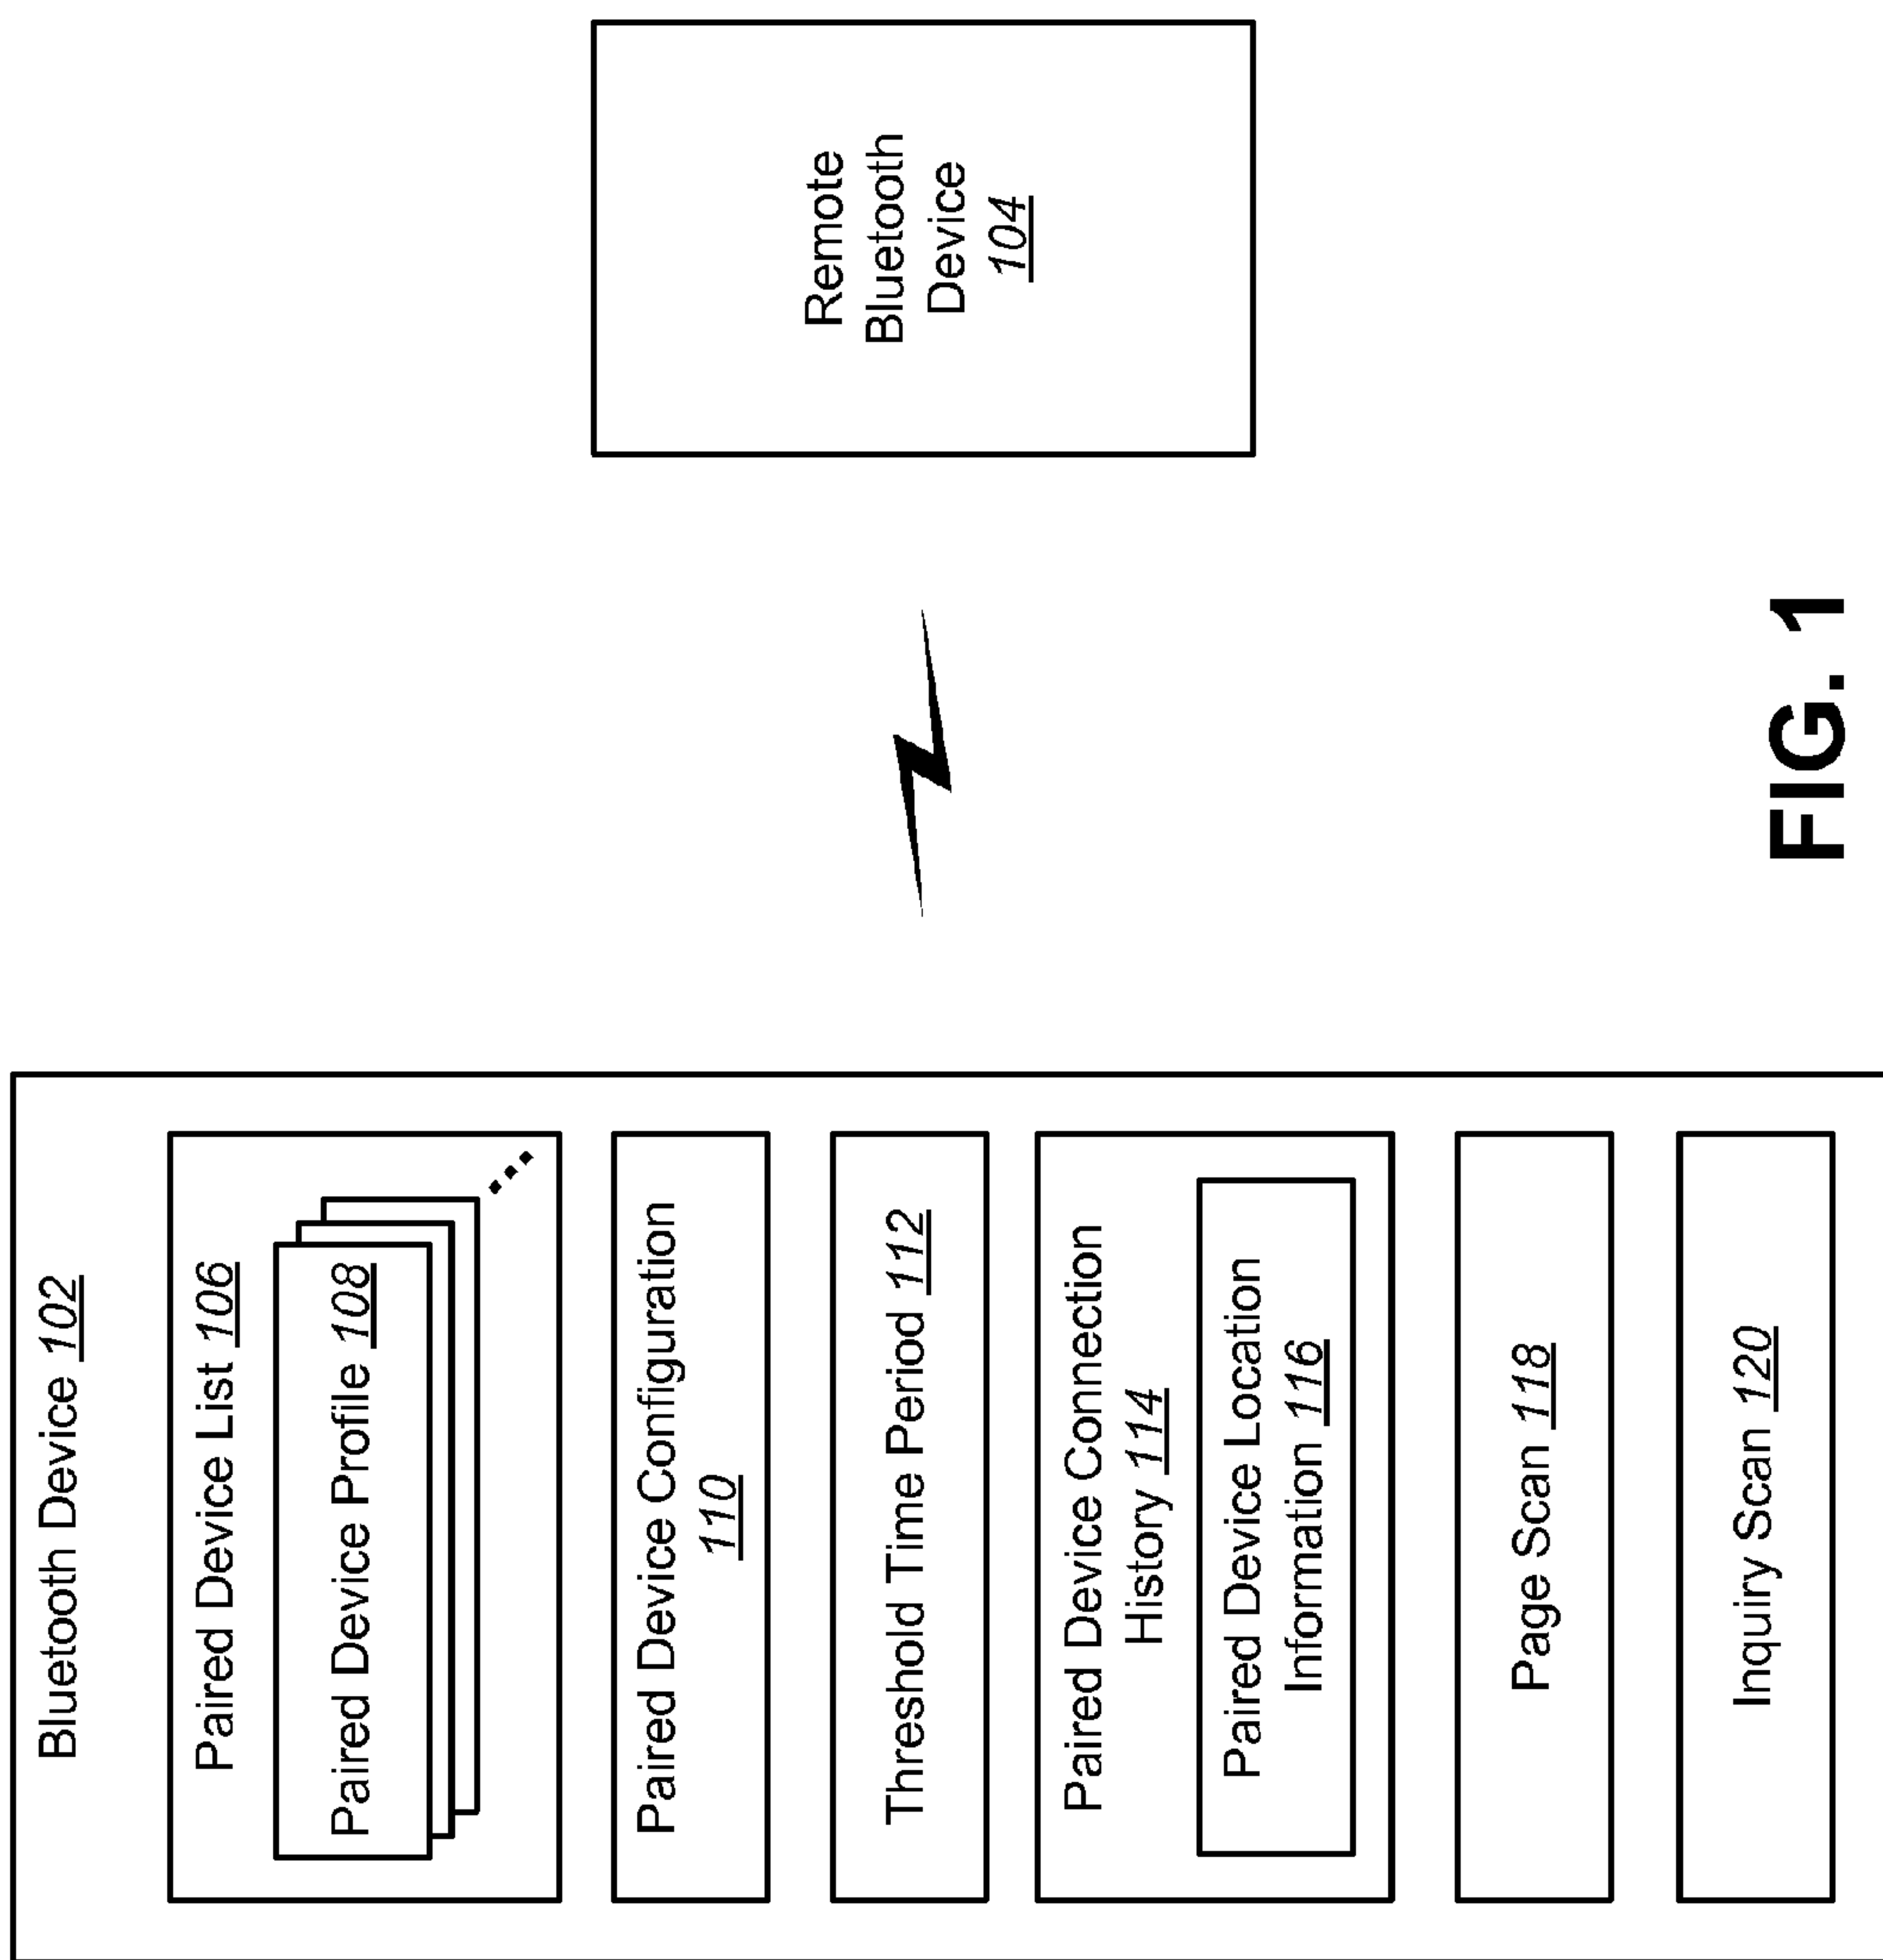 Bluetooth Device 102
Paired Device List 106
Paired Device Profile 108
Paired Device Configuration
110
Threshold Time Period 112
Paired Device Connection
History 114
Paired Device Location
Information 116
Page Scan 118
Inquiry Scan 120
Remote
Bluetooth
Device
104
FIG. 1